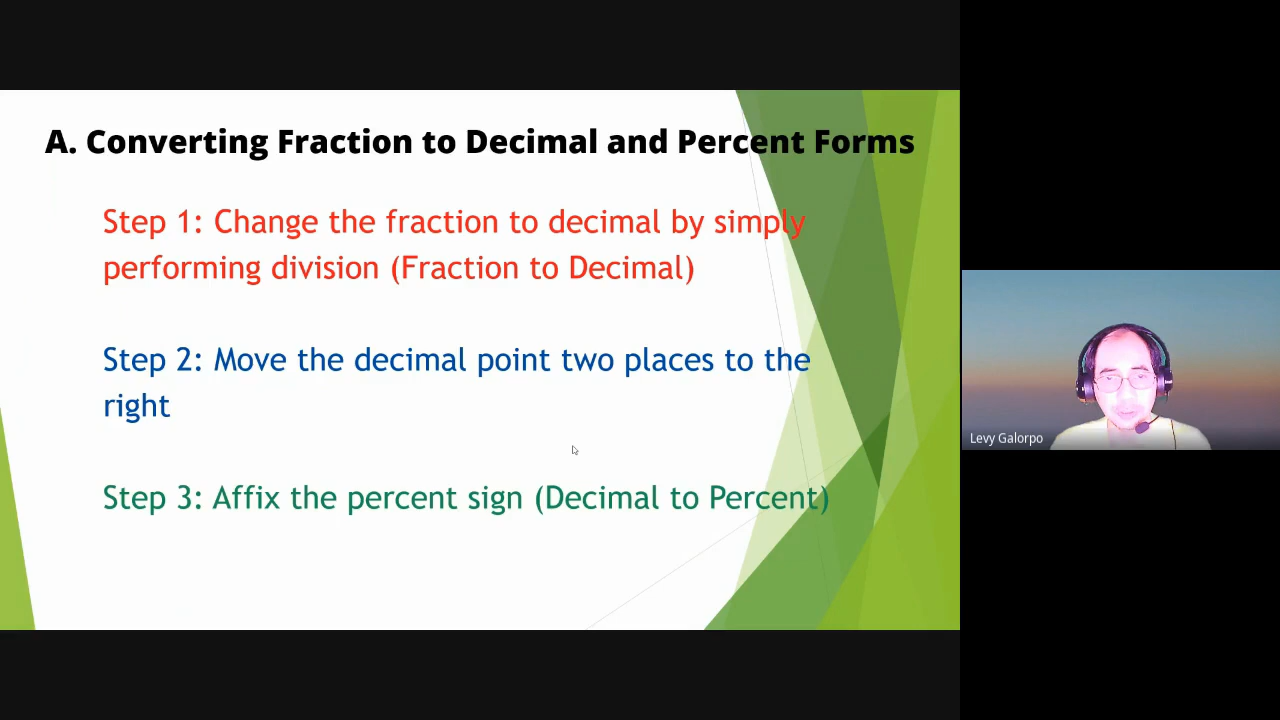 A. Converting Fraction to Decimal and Percent Forms
Step 1: Change the fraction to decimal by simply
performing division (Fraction to Decimal)
Step 2: Move the decimal point two places to the
right
Step 3: Affix the percent sign (Decimal to Percent)
Levy Galorpo